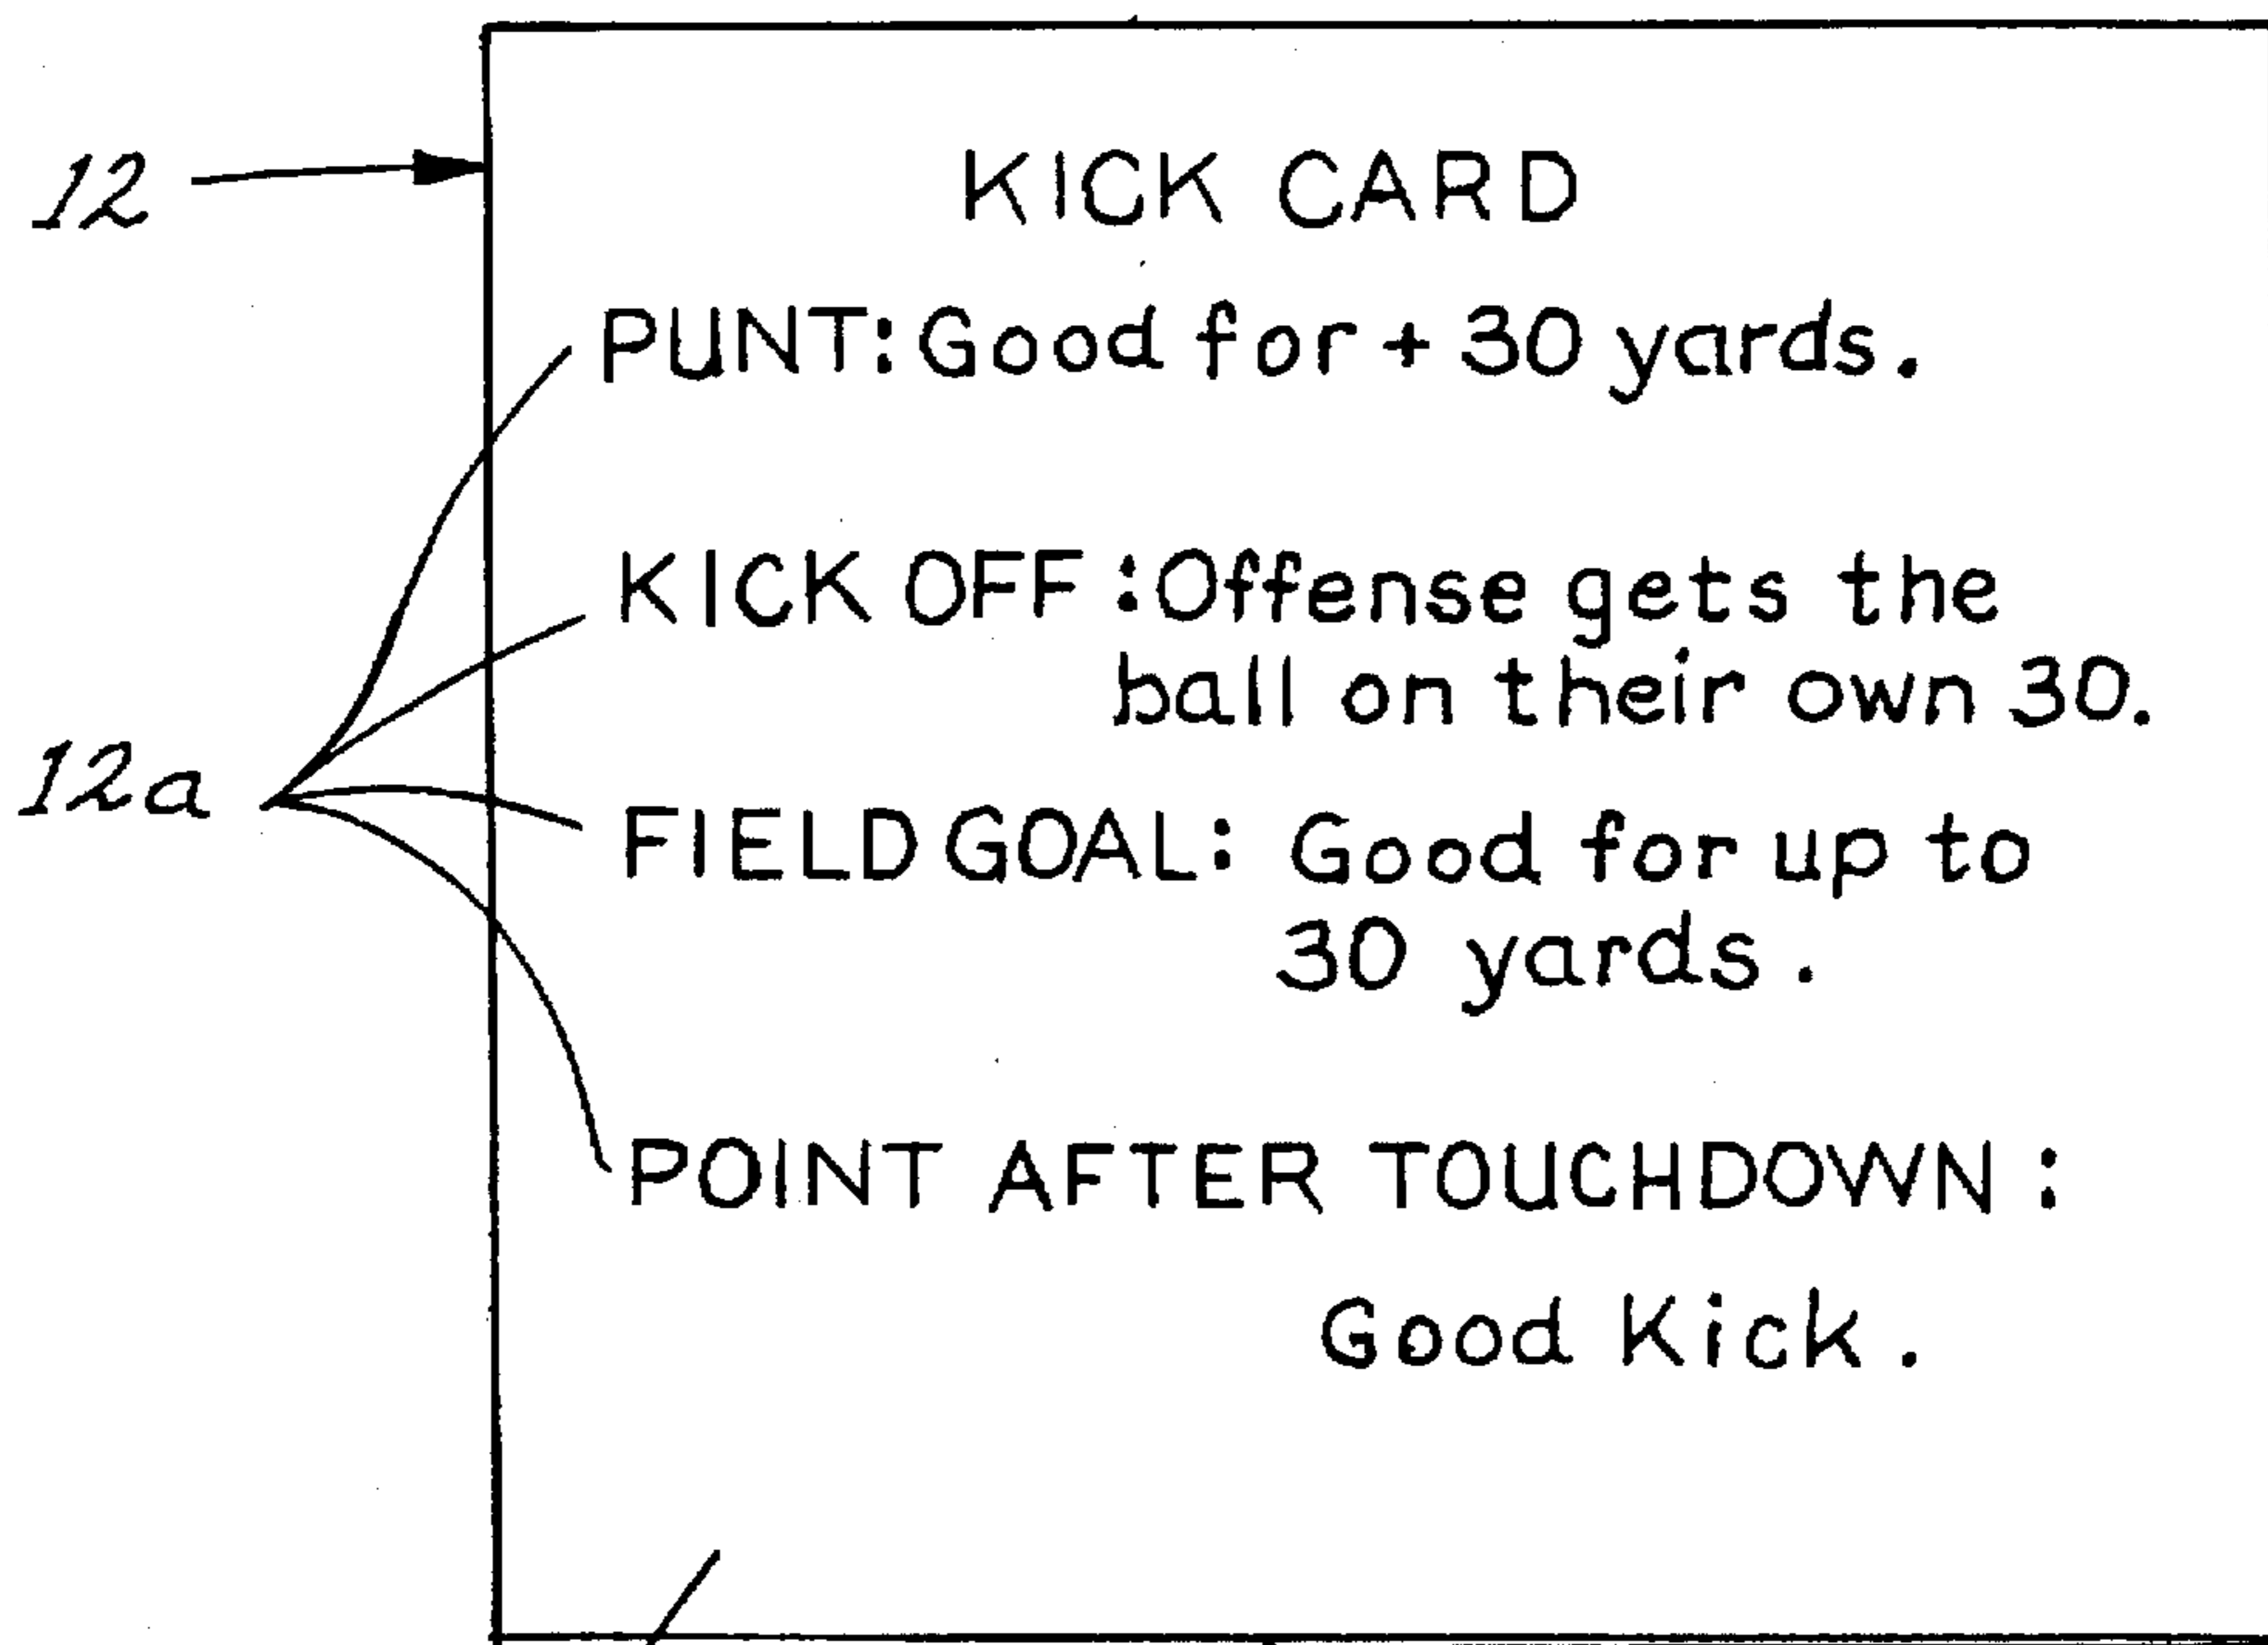 12
KICK CARD
PUNT: Good for + 30 yards.
KICK OFF : Offense gets the
ball on their own 30.
12a
FIELD GOAL: Good for up to
30 yards.
POINT AFTER TOUCHDOWN :
Good Kick.